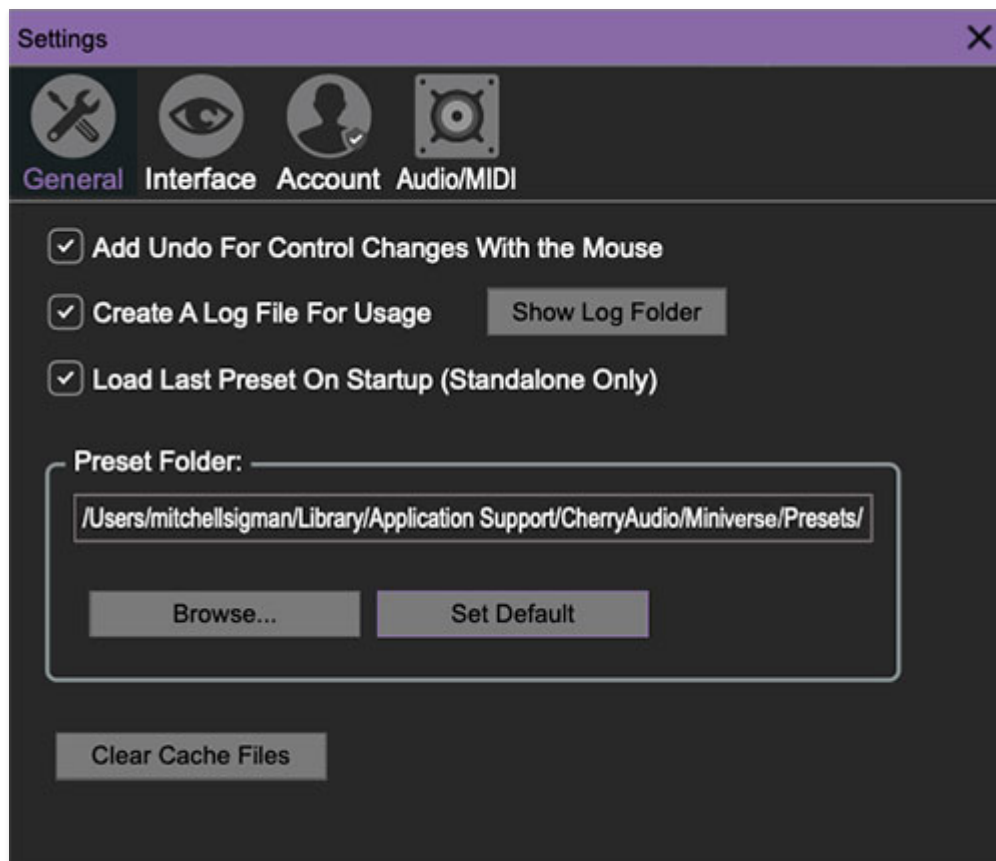 Settings
General Interface Account Audio/MIDI
Add Undo For Control Changes With the Mouse
Create A Log File For Usage Show Log Folder
Load Last Preset On Startup (Standalone Only)
Preset Folder:
/Users/mitchellsigman/Library/Application Support/CherryAudio/Miniverse/Presets/
Browse... Set Default
Clear Cache Files